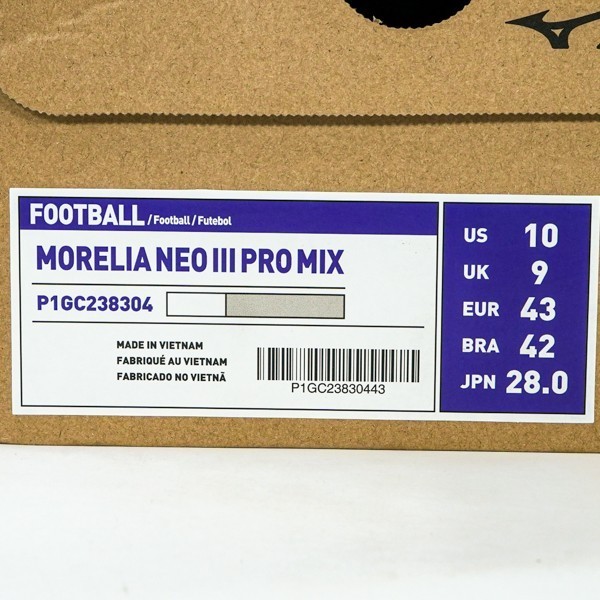 FOOTBALL / Football / Futebol
MORELIA NEO III PRO MIX
P1GC238304
MADE IN VIETNAM
FABRIQUÉ AU VIETNAM
FABRICADO NO VIETNÃ
P1GC23830443
US 10
UK 9
EUR 43
BRA 42
JPN 28.0